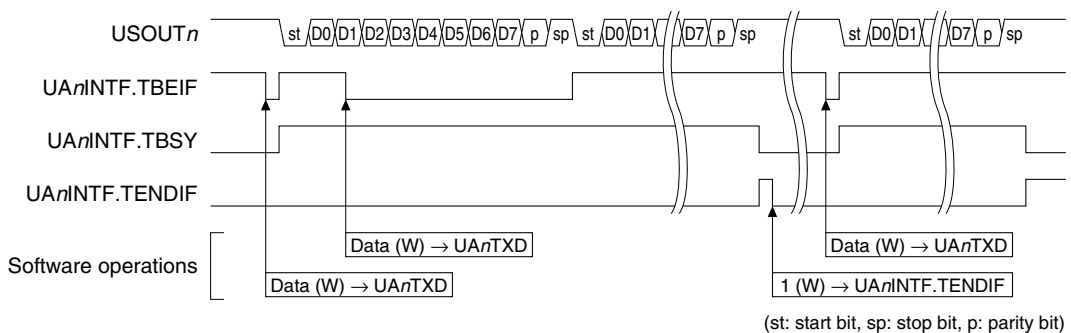 USOUTn st D0 D1 D2 D3 D4 D5 D6 D7 p sp st D0 D1 D7 p sp st D0 D1 D7 p sp
UAnINTF.TBEIF
UAnINTF.TBSY
UAnINTF.TENDIF
Software operations
Data (W) → UAnTXD Data (W) → UAnTXD
Data (W) → UAnTXD 1 (W) → UAnINTF.TENDIF
(st: start bit, sp: stop bit, p: parity bit)